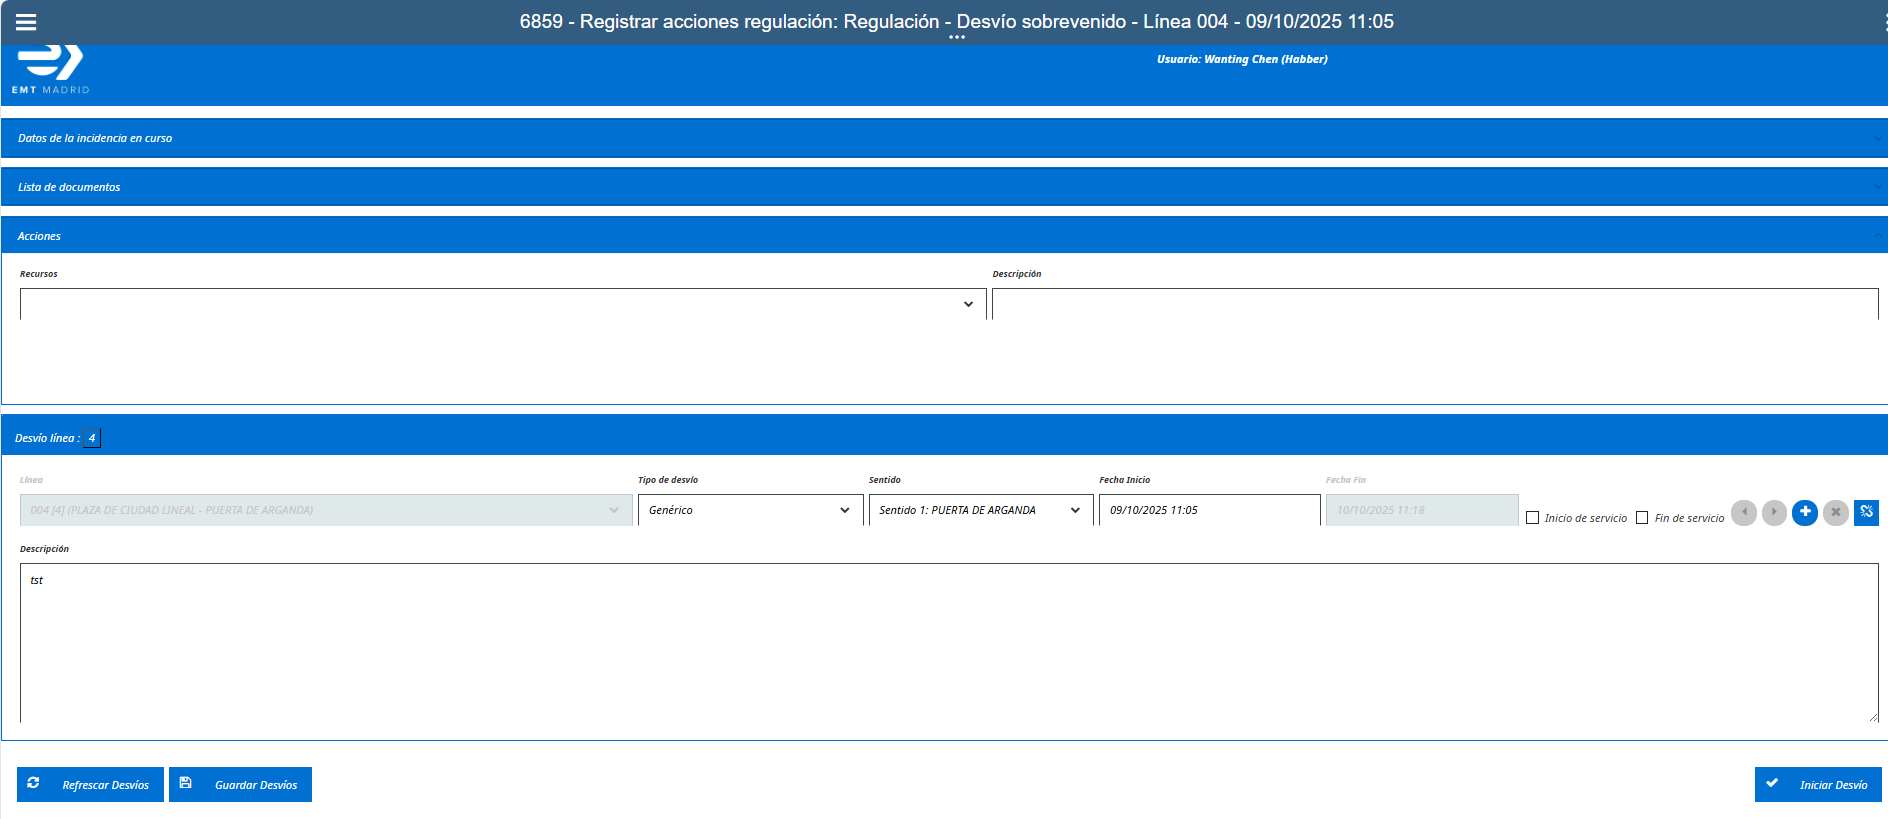 6859 - Registrar acciones regulación: Regulación - Desvío sobrevenido - Línea 004 - 09/10/2025 11:05
EMT MADRID
Usuario: Wanting Chen (Habber)
Datos de la incidencia en curso
Lista de documentos
Acciones
Recursos
Descripción
Desvío línea : 4
Línea
Tipo de desvío
Sentido
Fecha Inicio
Fecha Fin
004 [4] (PLAZA DE CIUDAD LINEAL - PUERTA DE ARGANDA)
Genérico
Sentido 1: PUERTA DE ARGANDA
09/10/2025 11:05
10/10/2025 11:18
Inicio de servicio
Fin de servicio
Descripción
tst
Refrescar Desvíos
Guardar Desvíos
Iniciar Desvío